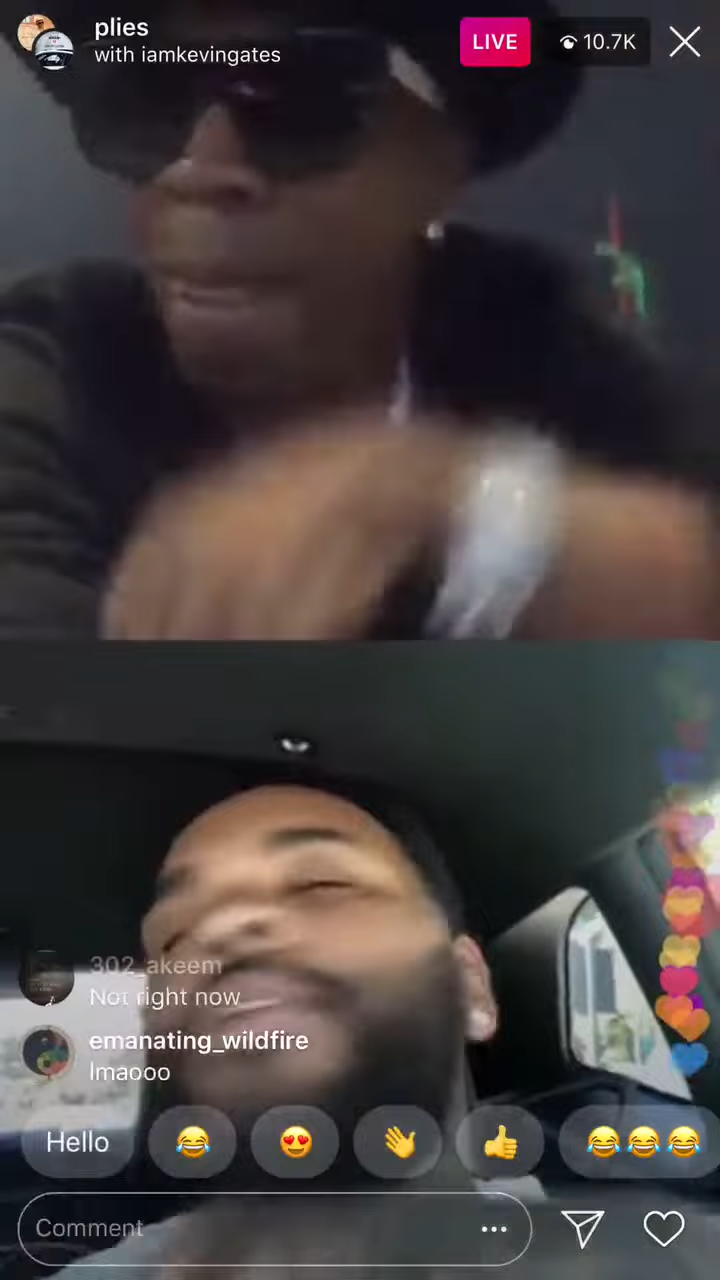 plies
with iamkevingates
LIVE
10.7K
302_akeem
Not right now
emanating_wildfire
lmaooo
Hello
Comment